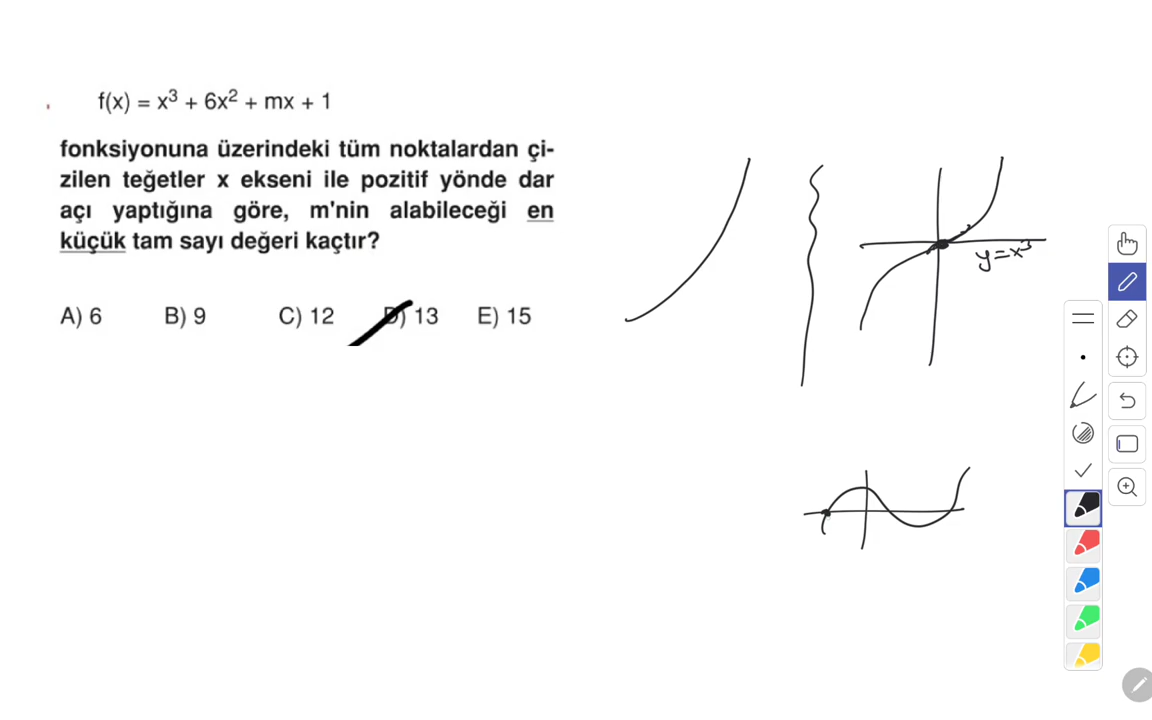 f(x) = x³ + 6x² + mx + 1
fonksiyonuna üzerindeki tüm noktalardan çi-
zilen teğetler x ekseni ile pozitif yönde dar
açı yaptığına göre, m'nin alabileceği en
küçük tam sayı değeri kaçtır?
A) 6 B) 9 C) 12 D) 13 E) 15
y=x³